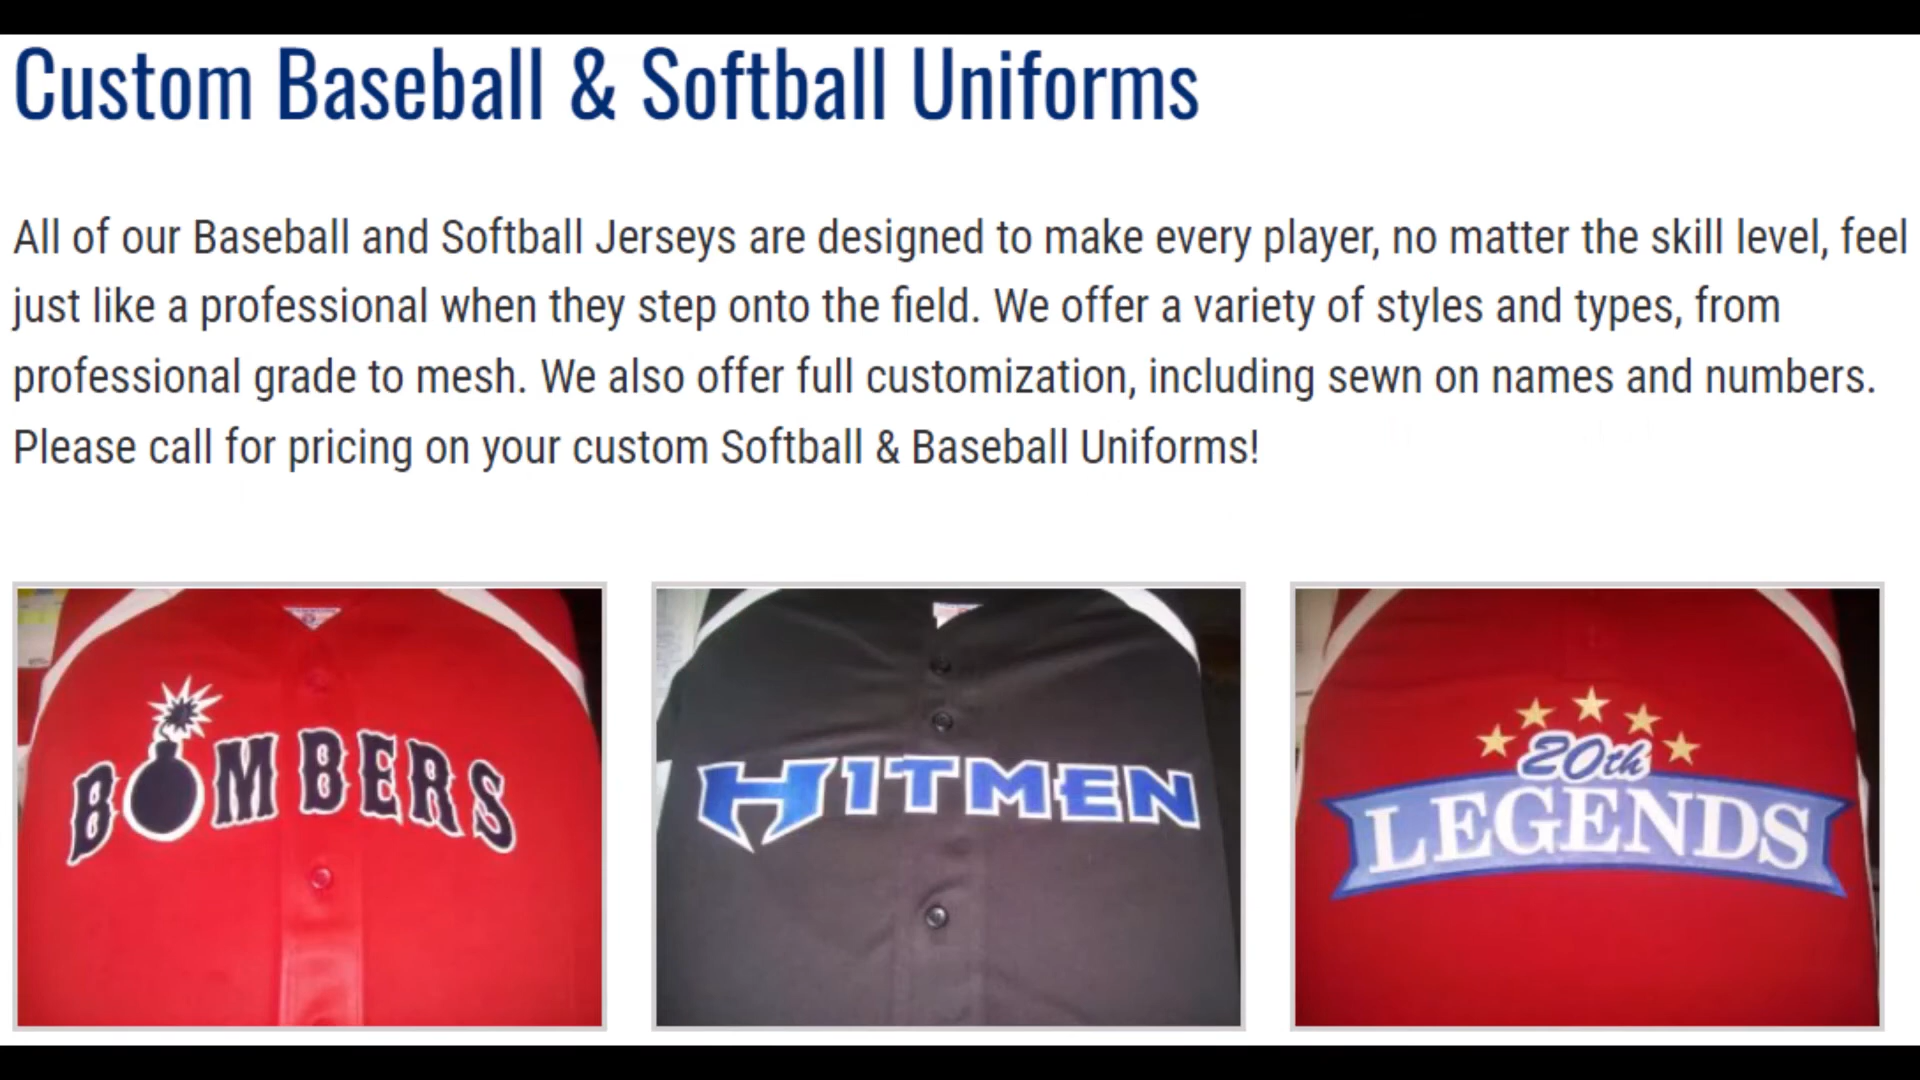 Custom Baseball & Softball Uniforms
All of our Baseball and Softball Jerseys are designed to make every player, no matter the skill level, feel
just like a professional when they step onto the field. We offer a variety of styles and types, from
professional grade to mesh. We also offer full customization, including sewn on names and numbers.
Please call for pricing on your custom Softball & Baseball Uniforms!
BOMBERS
HITMEN
20th
LEGENDS